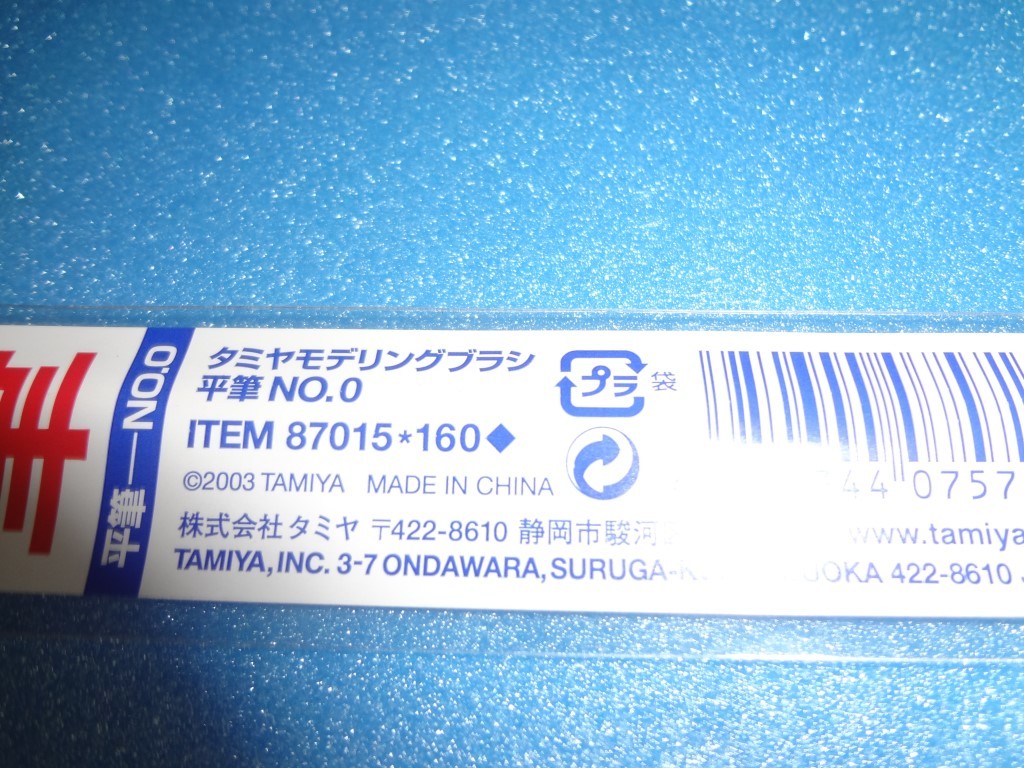 平筆—NO.0
タミヤモデリングブラシ
平筆 NO.0
プラ 袋
ITEM 87015*160◆
©2003 TAMIYA MADE IN CHINA
44 0757
株式会社 タミヤ 〒422-8610 静岡市駿河 www.tamiya
TAMIYA, INC. 3-7 ONDAWARA, SURUGA- OKA 422-8610